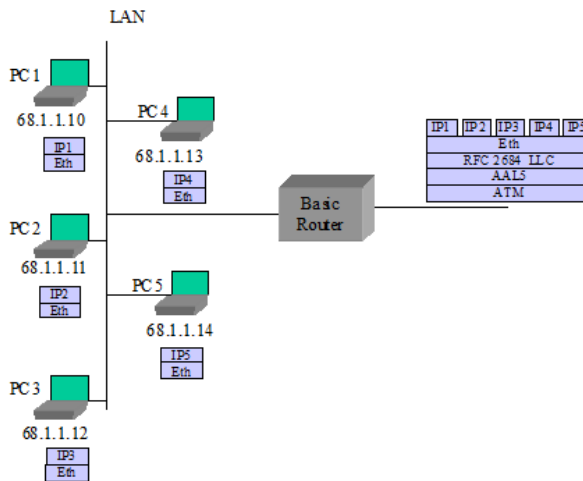 LAN
PC 1
68.1.1.10
IP1
Eth
PC 4
68.1.1.13
IP4
Eth
IP1 IP2 IP3 IP4 IP5
Eth
RFC 2684 LLC
AAL5
ATM
Basic
Router
PC 2
68.1.1.11
IP2
Eth
PC 5
68.1.1.14
IP5
Eth
PC 3
68.1.1.12
IP3
Eth